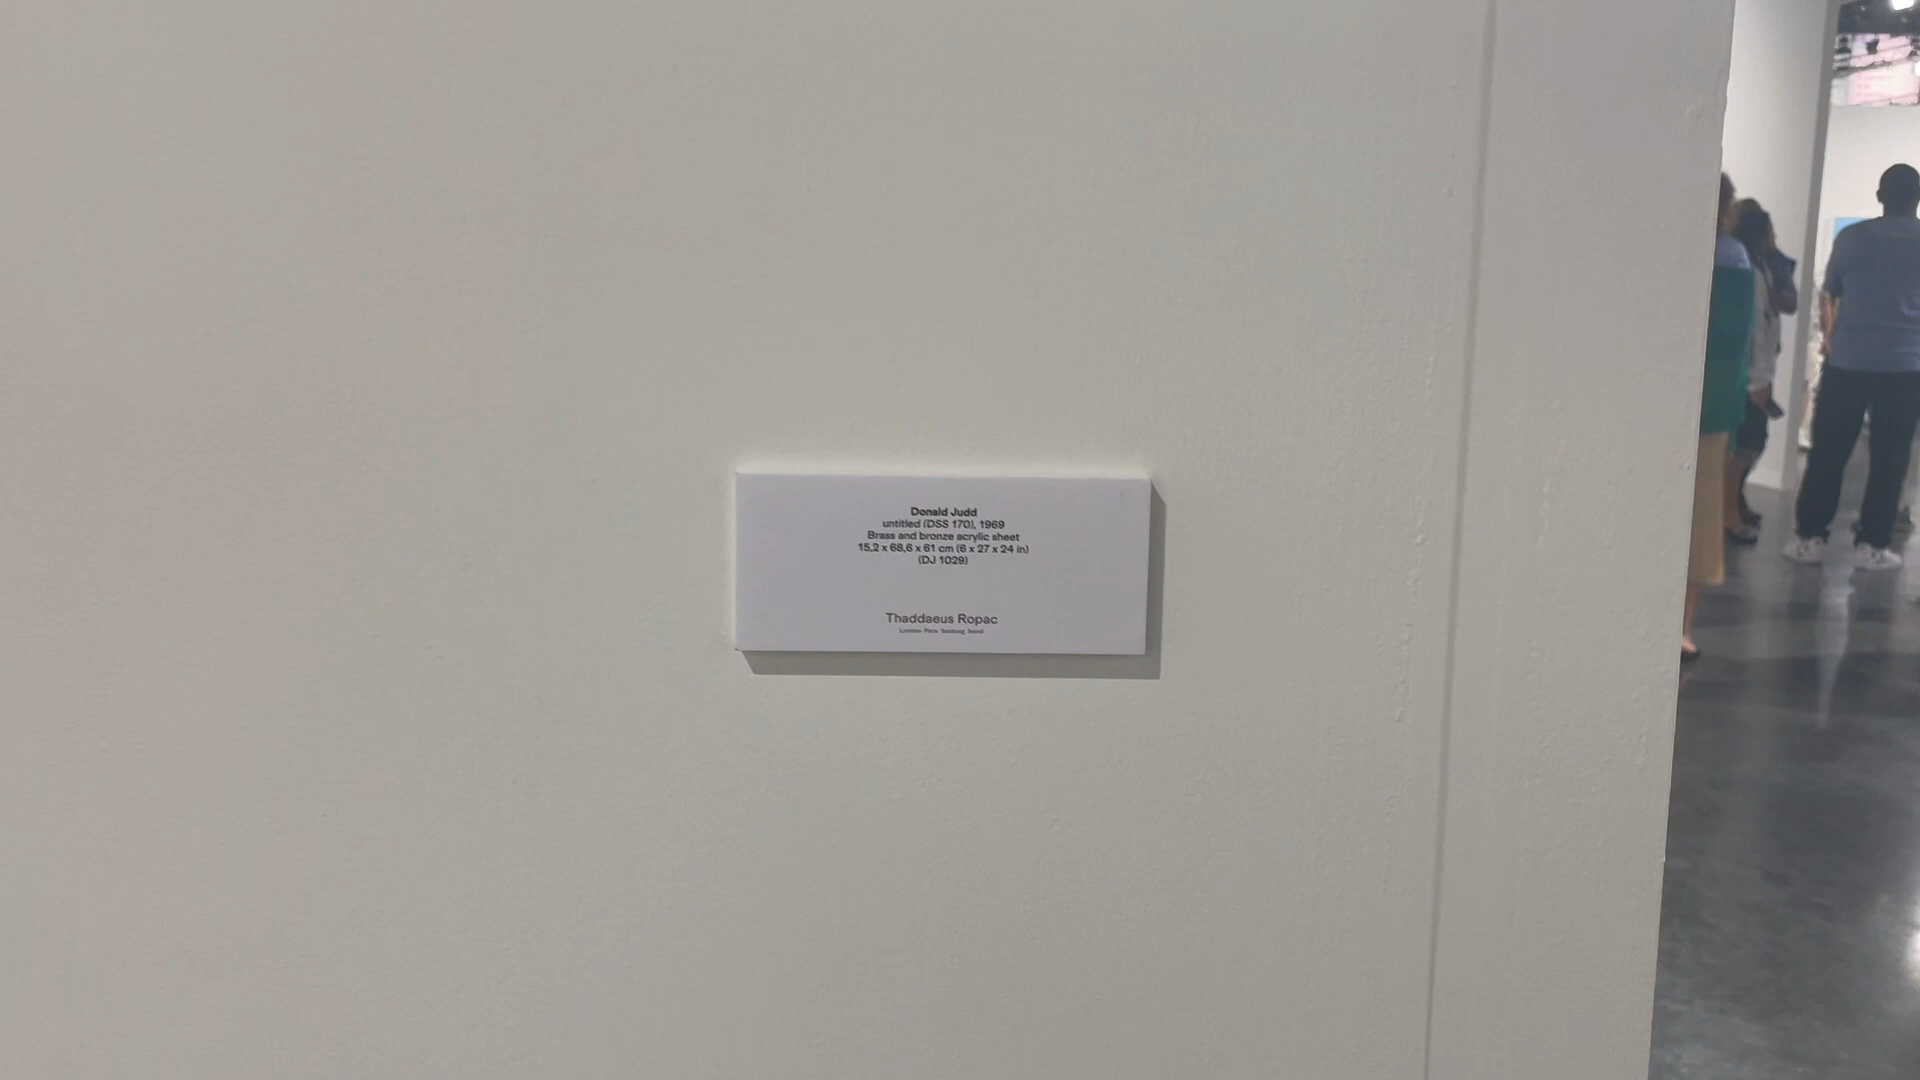 Donald Judd
untitled (DSS 170), 1969
Brass and bronze acrylic sheet
15,2 x 68,6 x 61 cm (6 x 27 x 24 in)
(DJ 1029)
Thaddaeus Ropac
London Paris Salzburg Seoul